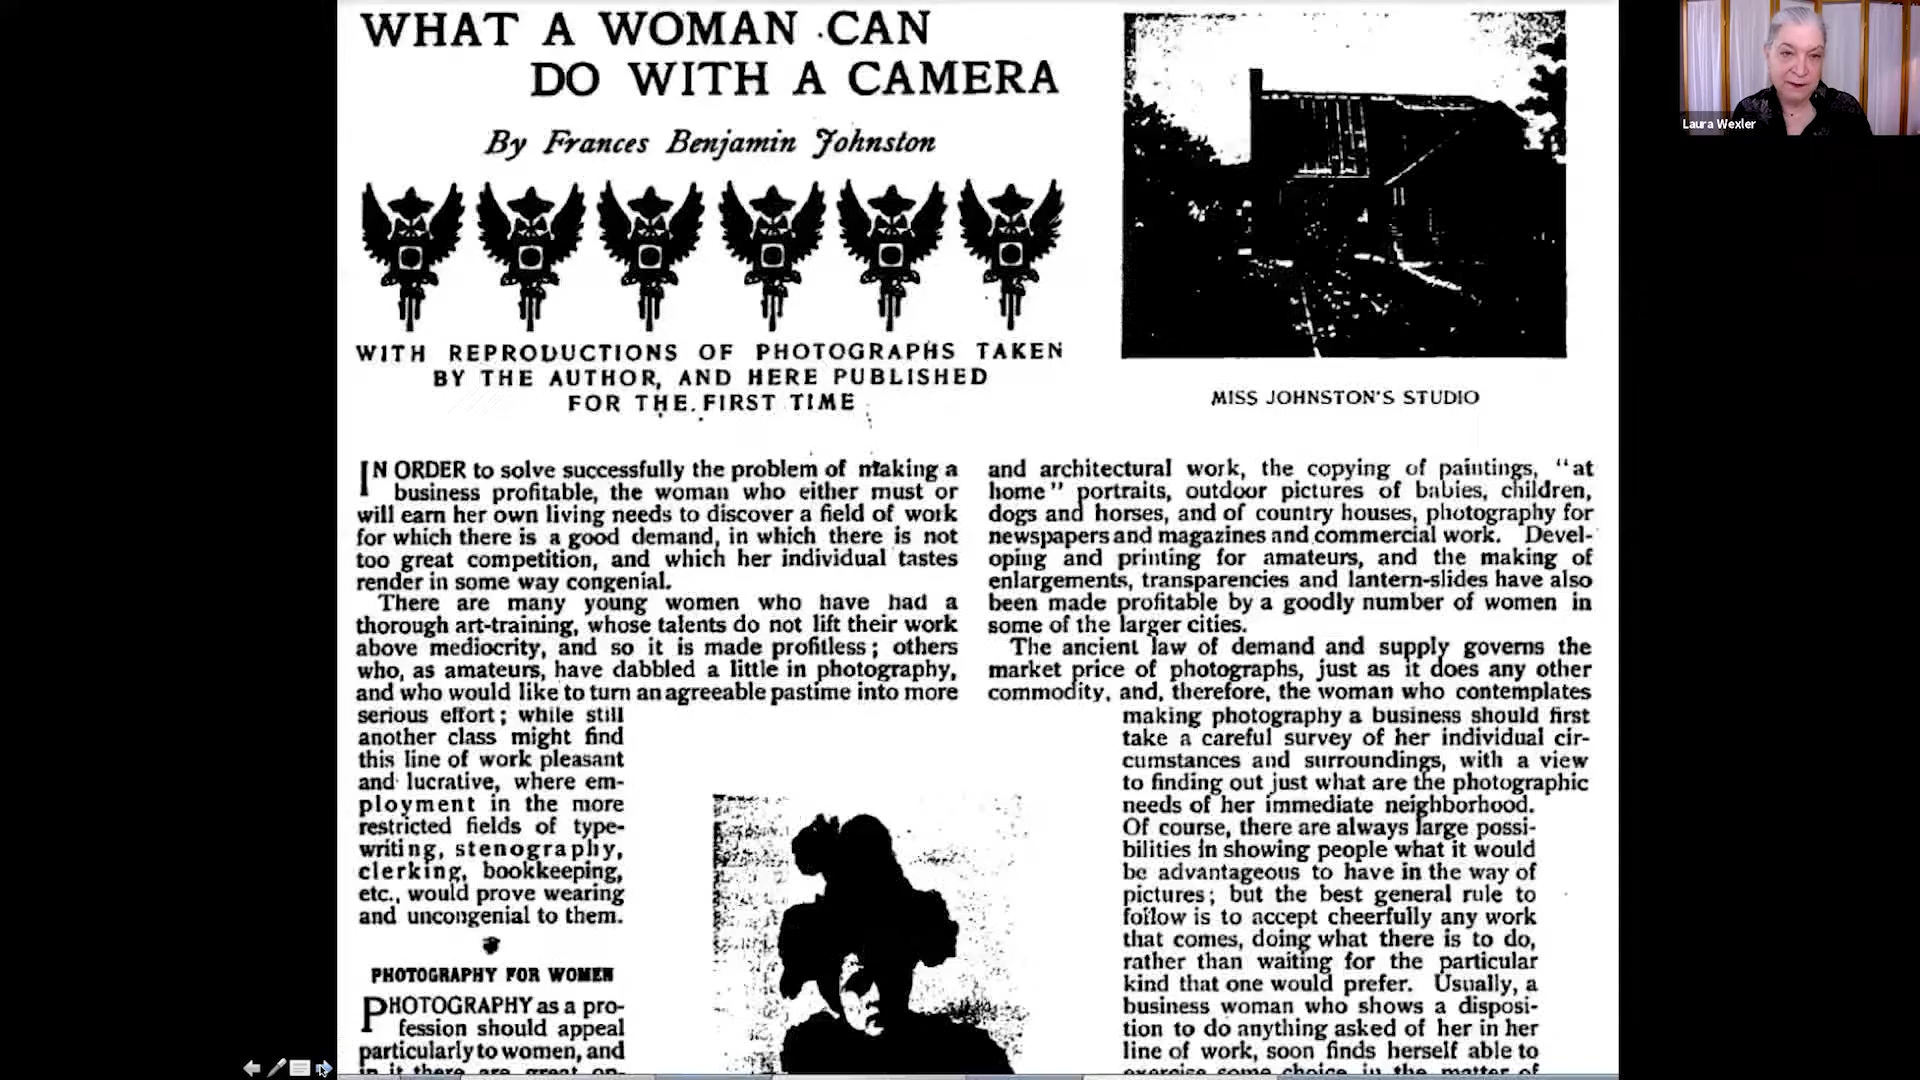 WHAT A WOMAN CAN
DO WITH A CAMERA
By Frances Benjamin Johnston
WITH REPRODUCTIONS OF PHOTOGRAPHS TAKEN
BY THE AUTHOR, AND HERE PUBLISHED
FOR THE FIRST TIME
IN ORDER to solve successfully the problem of making a
business profitable, the woman who either must or
will earn her own living needs to discover a field of work
for which there is a good demand, in which there is not
too great competition, and which her individual tastes
render in some way congenial.
There are many young women who have had a
thorough art-training, whose talents do not lift their work
above mediocrity, and so it is made profitless; others
who, as amateurs, have dabbled a little in photography,
and who would like to turn an agreeable pastime into more
serious effort; while still
another class might find
this line of work pleasant
and lucrative, where em-
ployment in the more
restricted fields of type-
writing, stenography,
clerking, bookkeeping,
etc., would prove wearing
and uncongenial to them.
PHOTOGRAPHY FOR WOMEN
PHOTOGRAPHY as a pro-
fession should appeal
particularly to women, and
in it there are great op-
MISS JOHNSTON'S STUDIO
and architectural work, the copying of paintings, "at
home" portraits, outdoor pictures of babies, children,
dogs and horses, and of country houses, photography for
newspapers and magazines and commercial work. Devel-
oping and printing for amateurs, and the making of
enlargements, transparencies and lantern-slides have also
been made profitable by a goodly number of women in
some of the larger cities.
The ancient law of demand and supply governs the
market price of photographs, just as it does any other
commodity, and, therefore, the woman who contemplates
making photography a business should first
take a careful survey of her individual cir-
cumstances and surroundings, with a view
to finding out just what are the photographic
needs of her immediate neighborhood.
Of course, there are always large possi-
bilities in showing people what it would
be advantageous to have in the way of
pictures; but the best general rule to
follow is to accept cheerfully any work
that comes, doing what there is to do,
rather than waiting for the particular
kind that one would prefer. Usually, a
business woman who shows a disposi-
tion to do anything asked of her in her
line of work, soon finds herself able to
exercise some choice in the matter of
Laura Wexler